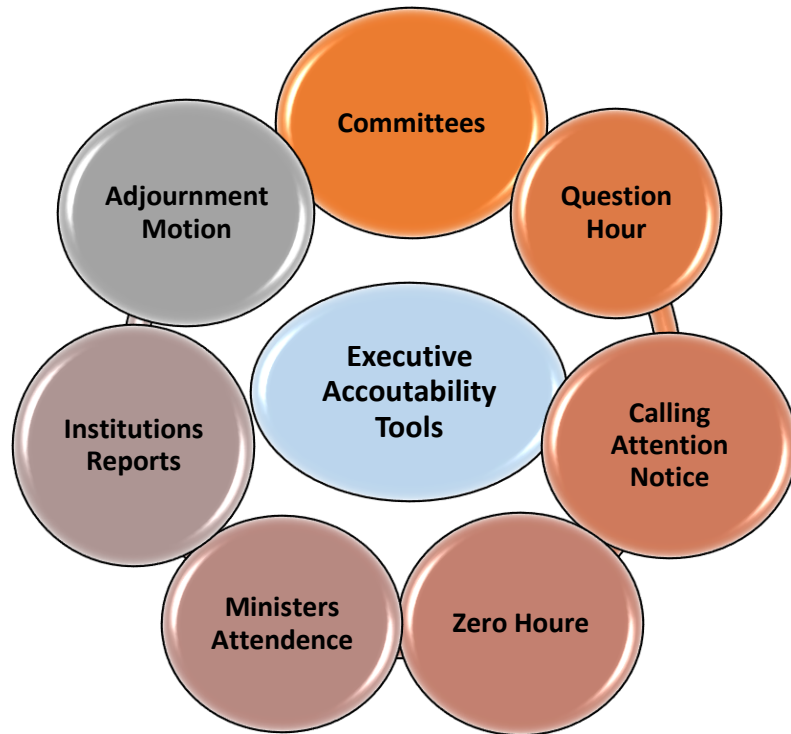 Committees
Question
Hour
Calling
Attention
Notice
Zero Houre
Ministers
Attendence
Institutions
Reports
Adjournment
Motion
Executive
Accoutability
Tools